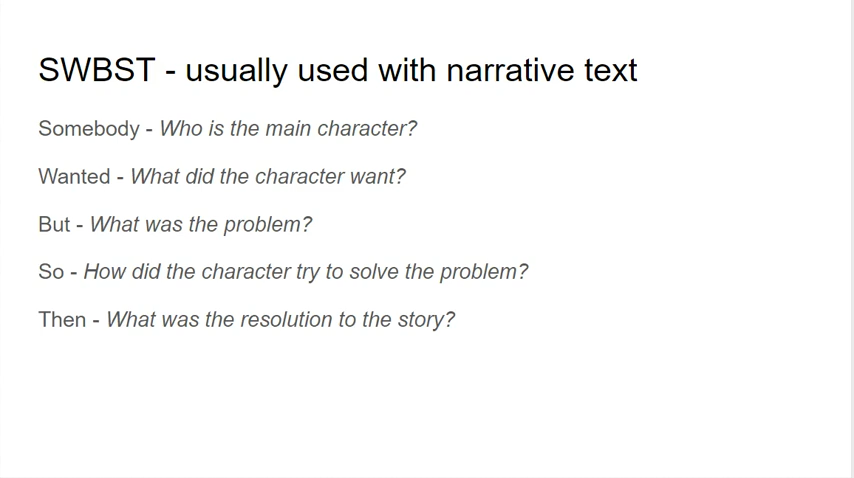 SWBST - usually used with narrative text
Somebody - Who is the main character?
Wanted - What did the character want?
But - What was the problem?
So - How did the character try to solve the problem?
Then - What was the resolution to the story?